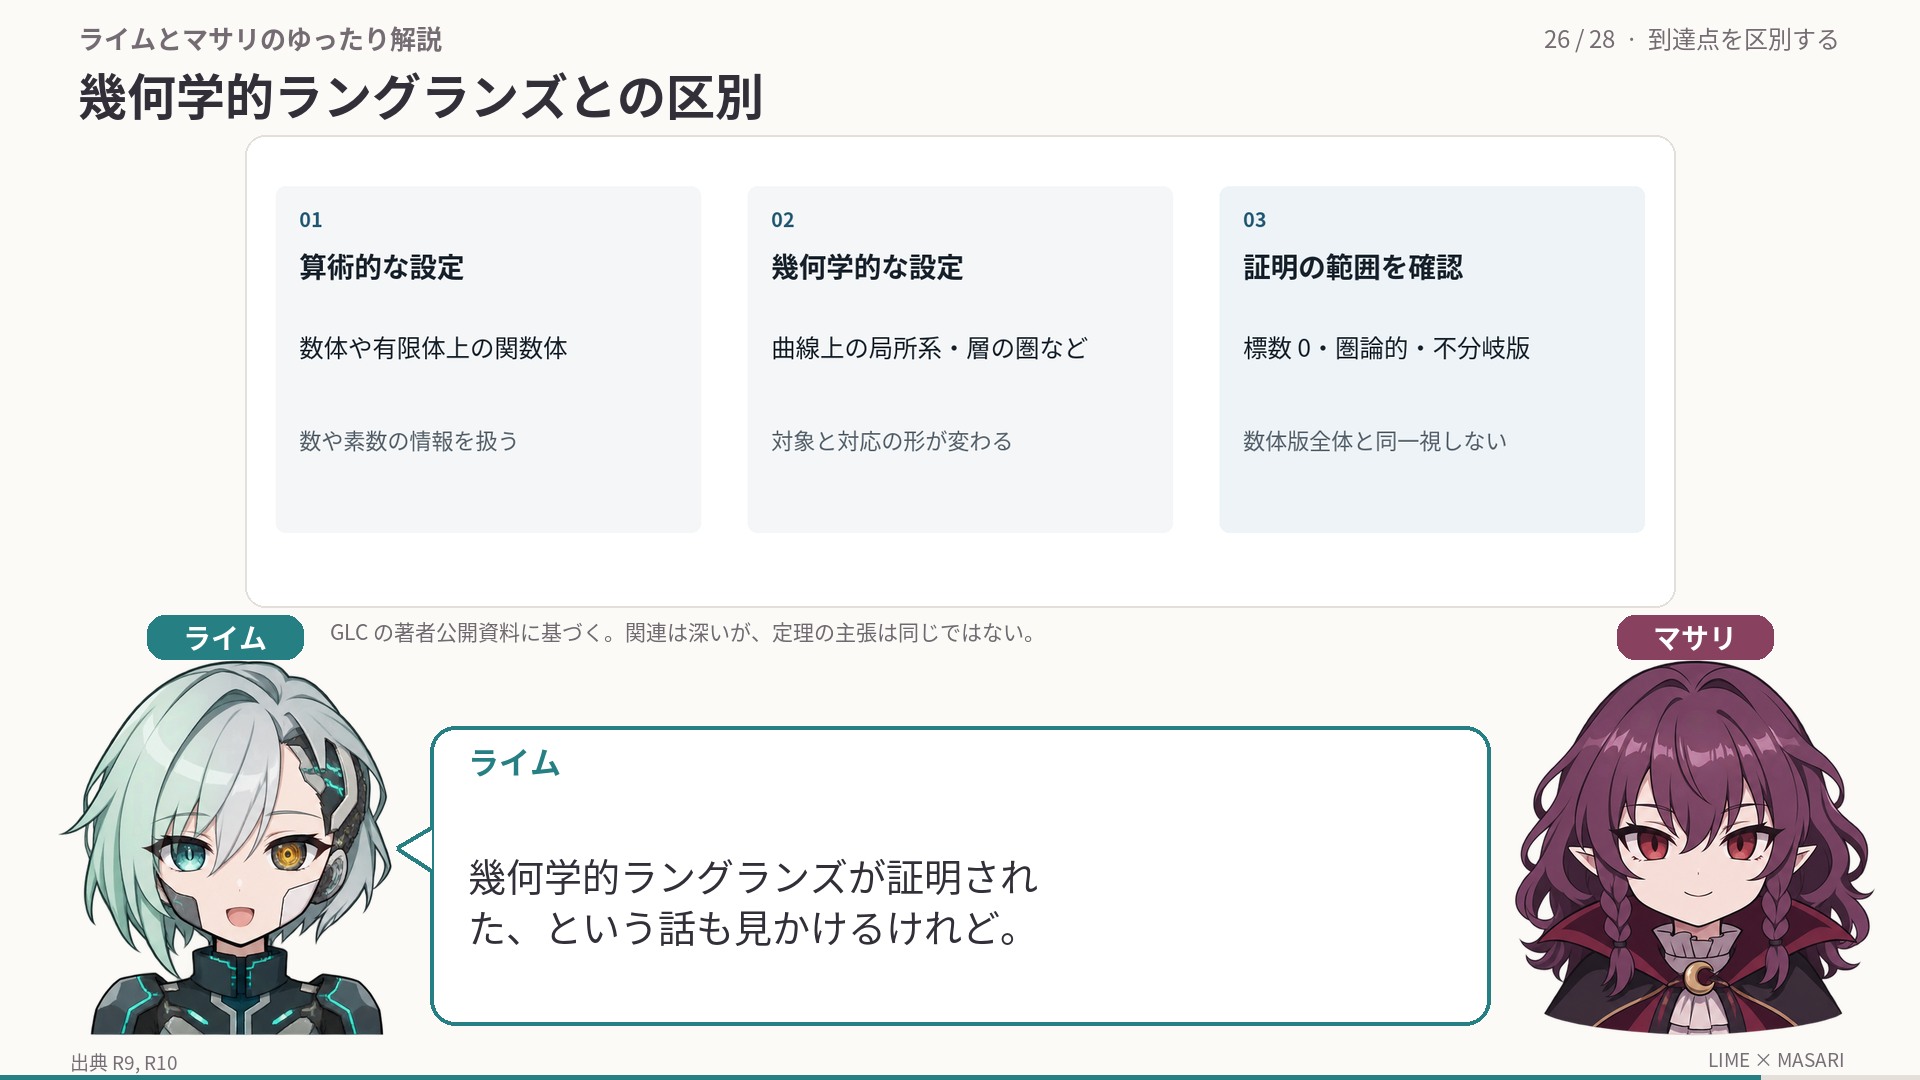 ライムとマサリのゆったり解説
26 / 28 ・ 到達点を区別する
幾何学的ラングランズとの区別
01
算術的な設定
数体や有限体上の関数体
数や素数の情報を扱う
02
幾何学的な設定
曲線上の局所系・層の圏など
対象と対応の形が変わる
03
証明の範囲を確認
標数 0・圏論的・不分岐版
数体版全体と同一視しない
ライム
GLC の著者公開資料に基づく。関連は深いが、定理の主張は同じではない。
マサリ
ライム
幾何学的ラングランズが証明され
た、という話も見かけるけれど。
出典 R9, R10
LIME × MASARI